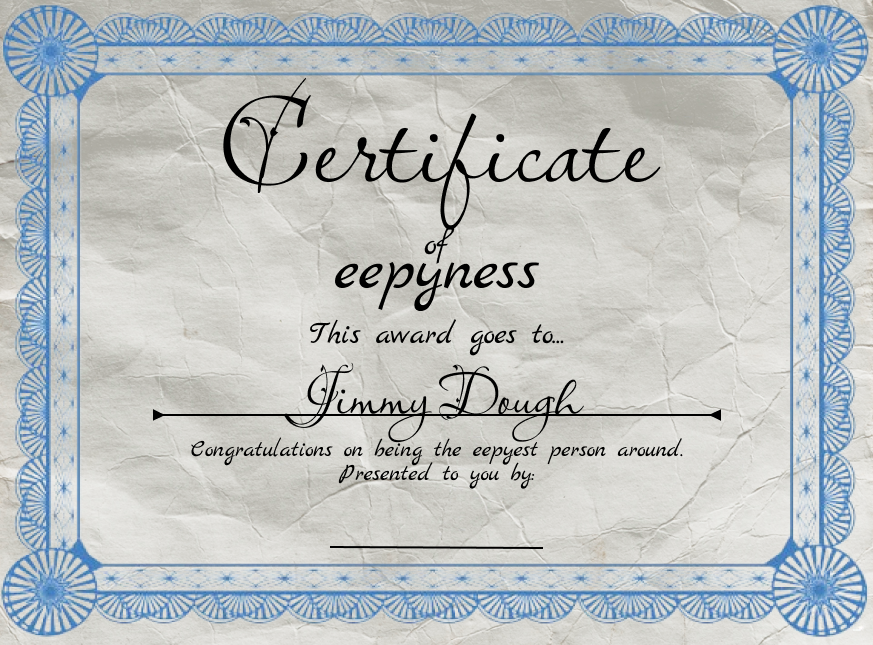 Certificate
of
eepyness
This award goes to...
Jimmy Dough
Congratulations on being the eepyest person around.
Presented to you by: